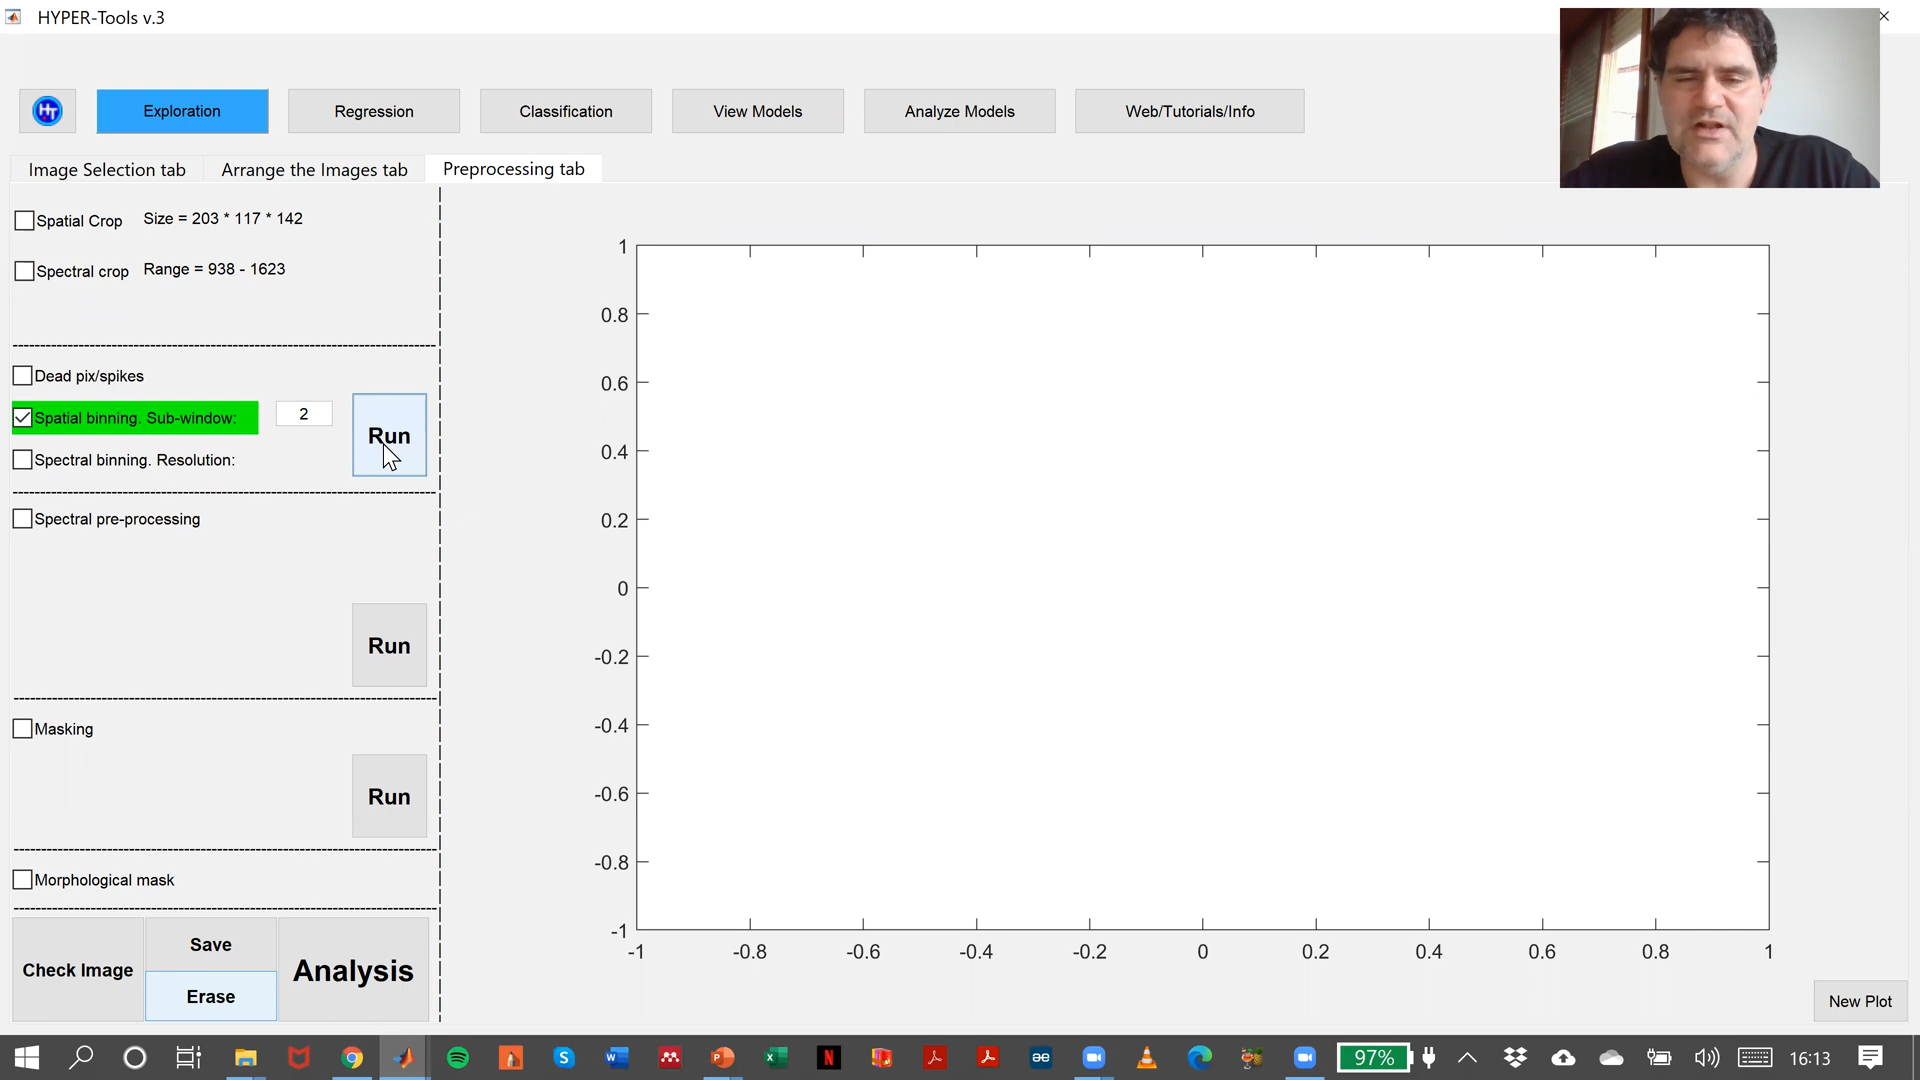 HYPER-Tools v.3
HT
Exploration
Regression
Classification
View Models
Analyze Models
Web/Tutorials/Info
Image Selection tab
Arrange the Images tab
Preprocessing tab
Spatial Crop
Size = 203 * 117 * 142
Spectral crop
Range = 938 - 1623
Dead pix/spikes
Spatial binning. Sub-window:
2
Run
Spectral binning. Resolution:
Spectral pre-processing
Run
Masking
Run
Morphological mask
Check Image
Save
Erase
Analysis
1
0.8
0.6
0.4
0.2
0
-0.2
-0.4
-0.6
-0.8
-1
-1 -0.8 -0.6 -0.4 -0.2 0 0.2 0.4 0.6 0.8 1
New Plot
97%
16:13